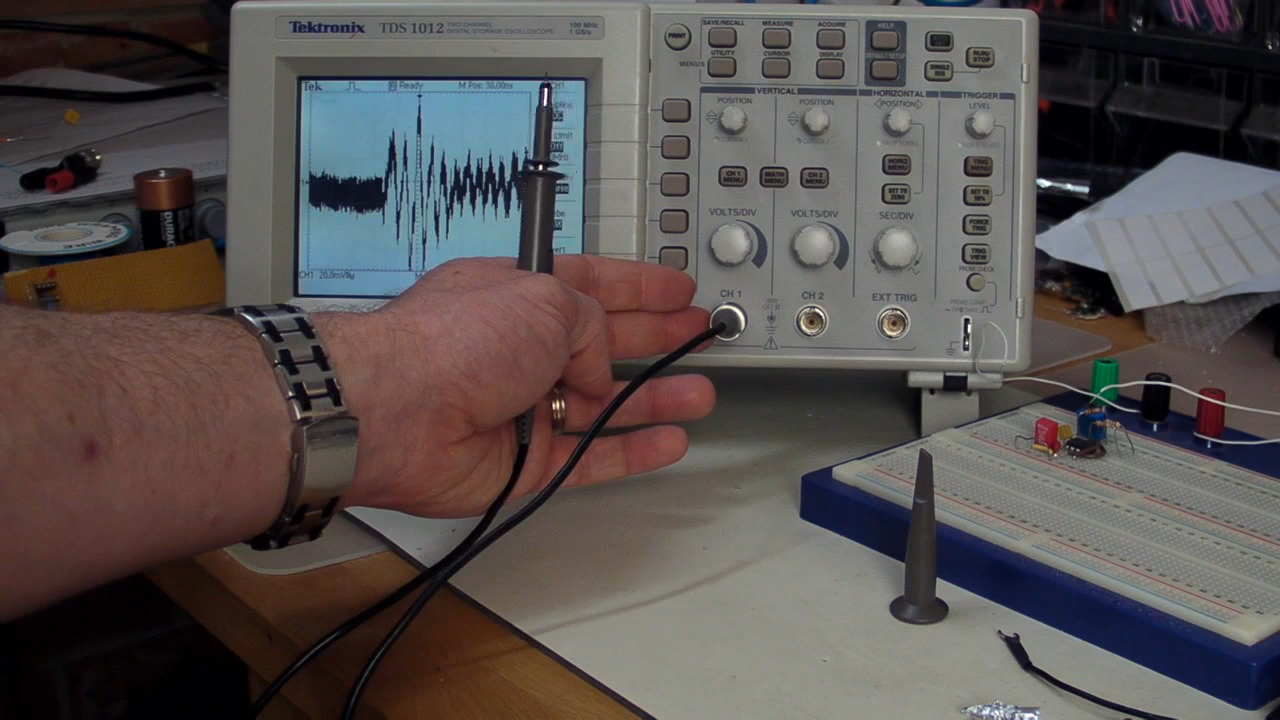 Tektronix TDS 1012 TWO CHANNEL
DIGITAL STORAGE OSCILLOSCOPE
100 MHz
1 GS/s
Tek
Ready
M Pos: 38.00ns
CH1
CH1 20.0mV
PRINT
SAVE/RECALL
MEASURE
ACQUIRE
HELP
RUN/
STOP
MENUS
UTILITY
CURSOR
DISPLAY
DEFAULT SETUP
SINGLE
SEQ
VERTICAL
HORIZONTAL
TRIGGER
POSITION
POSITION
POSITION
LEVEL
CH 1
MENU
MATH
MENU
CH 2
MENU
HORIZ
MENU
TRIG
MENU
SET TO
ZERO
SET TO
50%
FORCE
TRIG
TRIG
VIEW
VOLTS/DIV
VOLTS/DIV
SEC/DIV
PROBE CHECK
CH 1
CH 2
EXT TRIG
PROBE COMP
DURAC